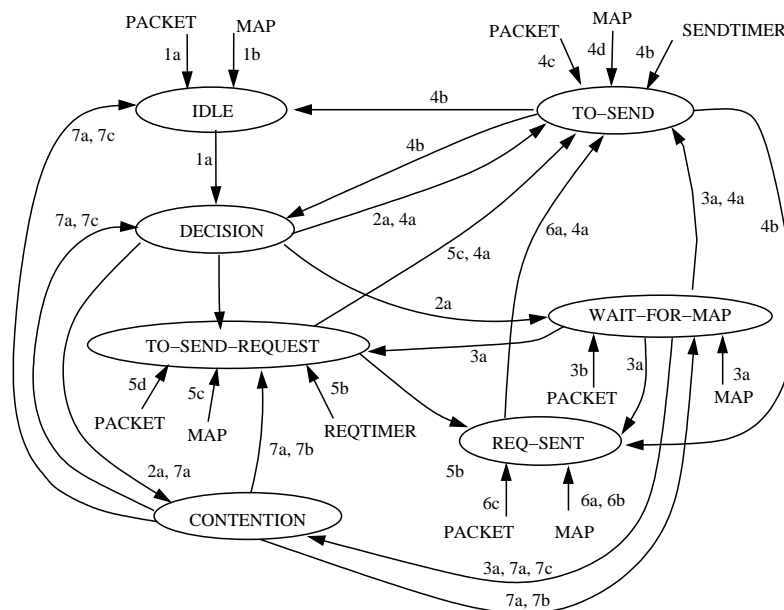 PACKET MAP
1a 1b
IDLE
PACKET MAP SENDTIMER
4c 4d 4b
TO–SEND
4b
7a, 7c
1a
4b
7a, 7c
DECISION
2a, 4a
5c, 4a
6a, 4a
3a, 4a
4b
2a
WAIT–FOR–MAP
TO–SEND–REQUEST
3a
3b
PACKET
3a
3a
MAP
5d
PACKET
5c
MAP
5b
REQTIMER
7a, 7b
REQ–SENT
5b
6c
PACKET
6a, 6b
MAP
2a, 7a
CONTENTION
3a, 7a, 7c
7a, 7b